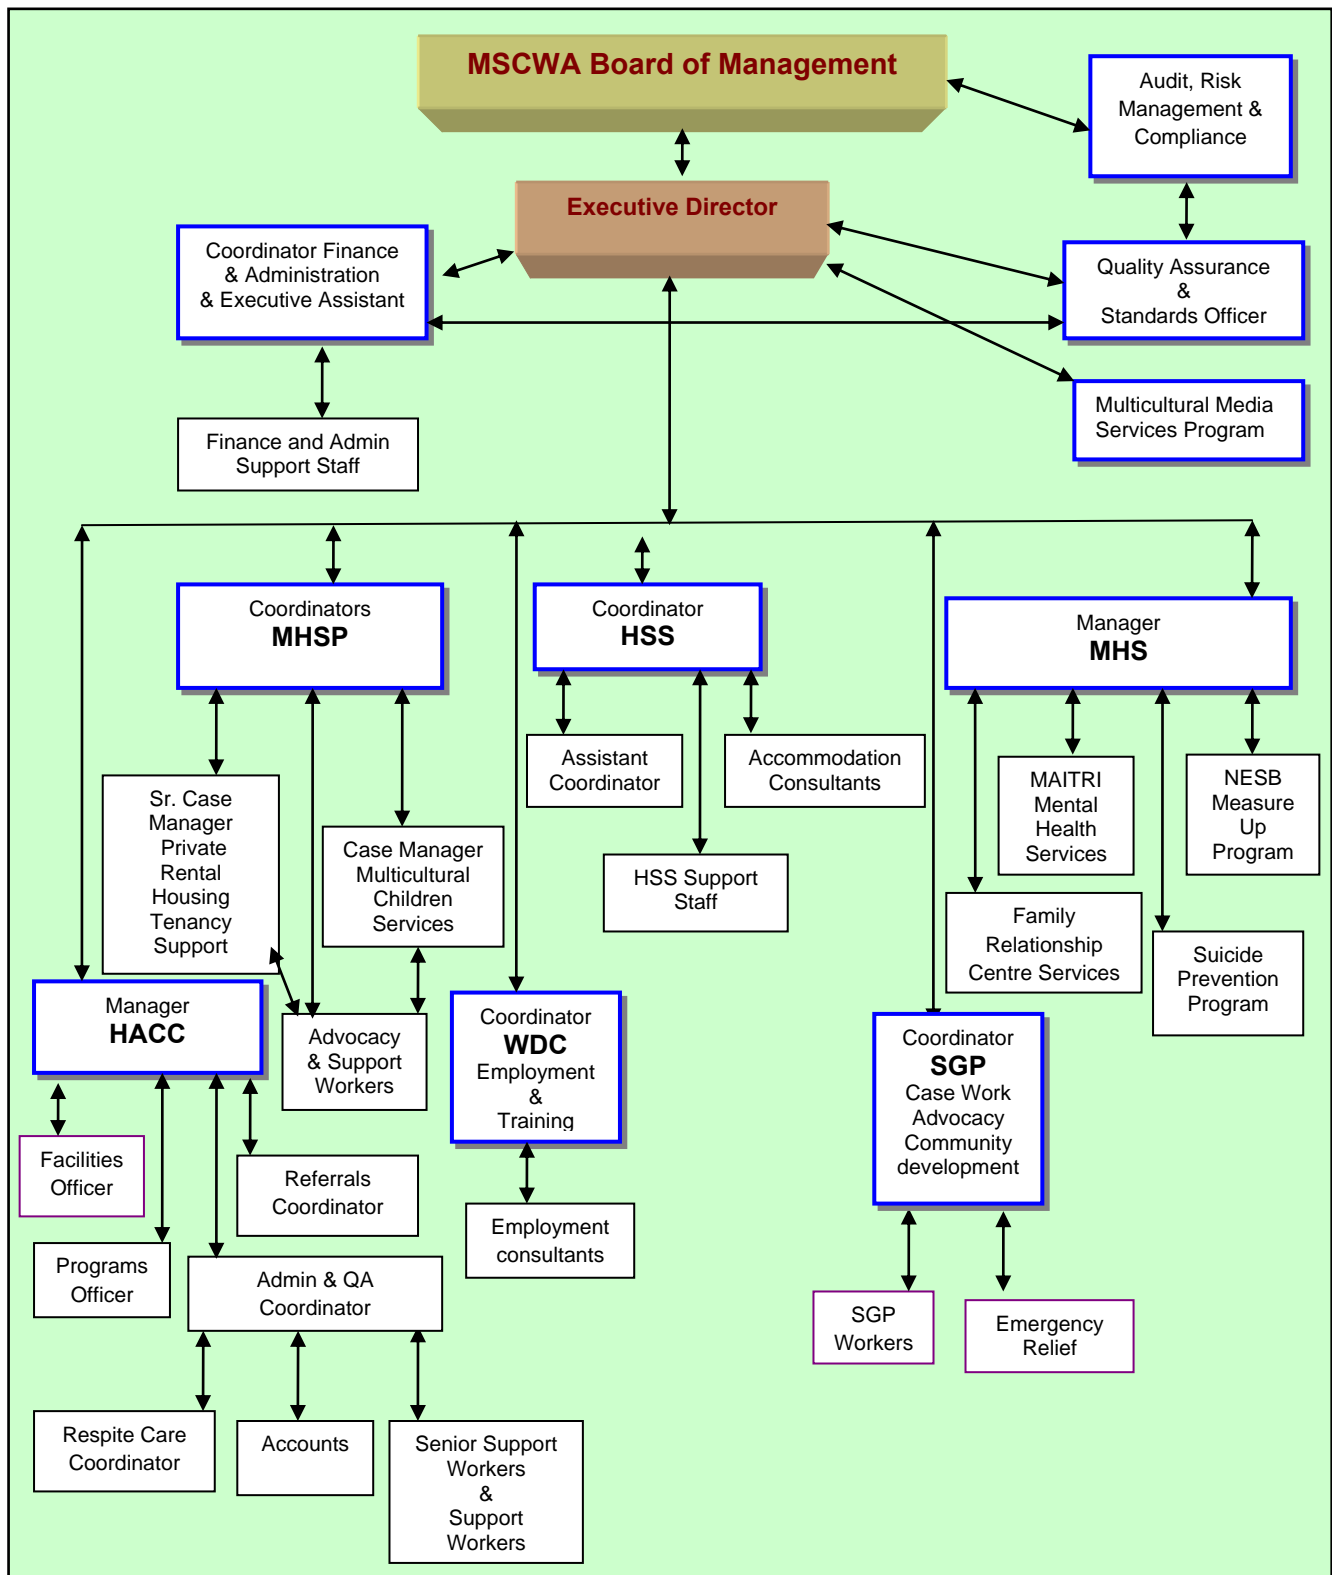 MSCWA Board of Management
Audit, Risk
Management &
Compliance
Executive Director
Coordinator Finance
& Administration
& Executive Assistant
Quality Assurance
&
Standards Officer
Multicultural Media
Services Program
Finance and Admin
Support Staff
Coordinators
MHSP
Coordinator
HSS
Manager
MHS
Sr. Case
Manager
Private
Rental
Housing
Tenancy
Support
Case Manager
Multicultural
Children
Services
Assistant
Coordinator
Accommodation
Consultants
HSS Support
Staff
MAITRI
Mental
Health
Services
NESB
Measure
Up
Program
Family
Relationship
Centre Services
Suicide
Prevention
Program
Manager
HACC
Advocacy
& Support
Workers
Coordinator
WDC
Employment
&
Training
Coordinator
SGP
Case Work
Advocacy
Community
development
Facilities
Officer
Referrals
Coordinator
Programs
Officer
Admin & QA
Coordinator
Employment
consultants
SGP
Workers
Emergency
Relief
Respite Care
Coordinator
Accounts
Senior Support
Workers
&
Support
Workers